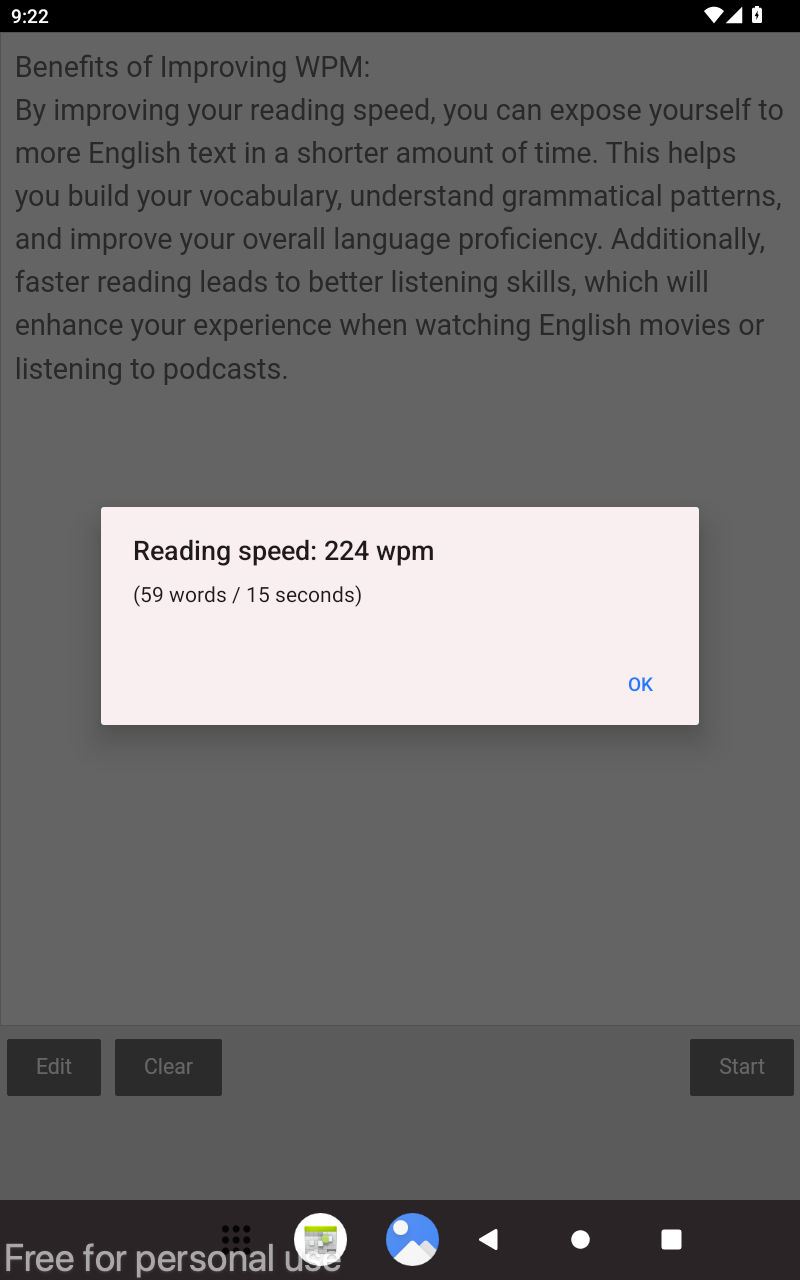 9:22
Benefits of Improving WPM:
By improving your reading speed, you can expose yourself to
more English text in a shorter amount of time. This helps
you build your vocabulary, understand grammatical patterns,
and improve your overall language proficiency. Additionally,
faster reading leads to better listening skills, which will
enhance your experience when watching English movies or
listening to podcasts.
Reading speed: 224 wpm
(59 words / 15 seconds)
OK
Edit
Clear
Start
Free for personal use